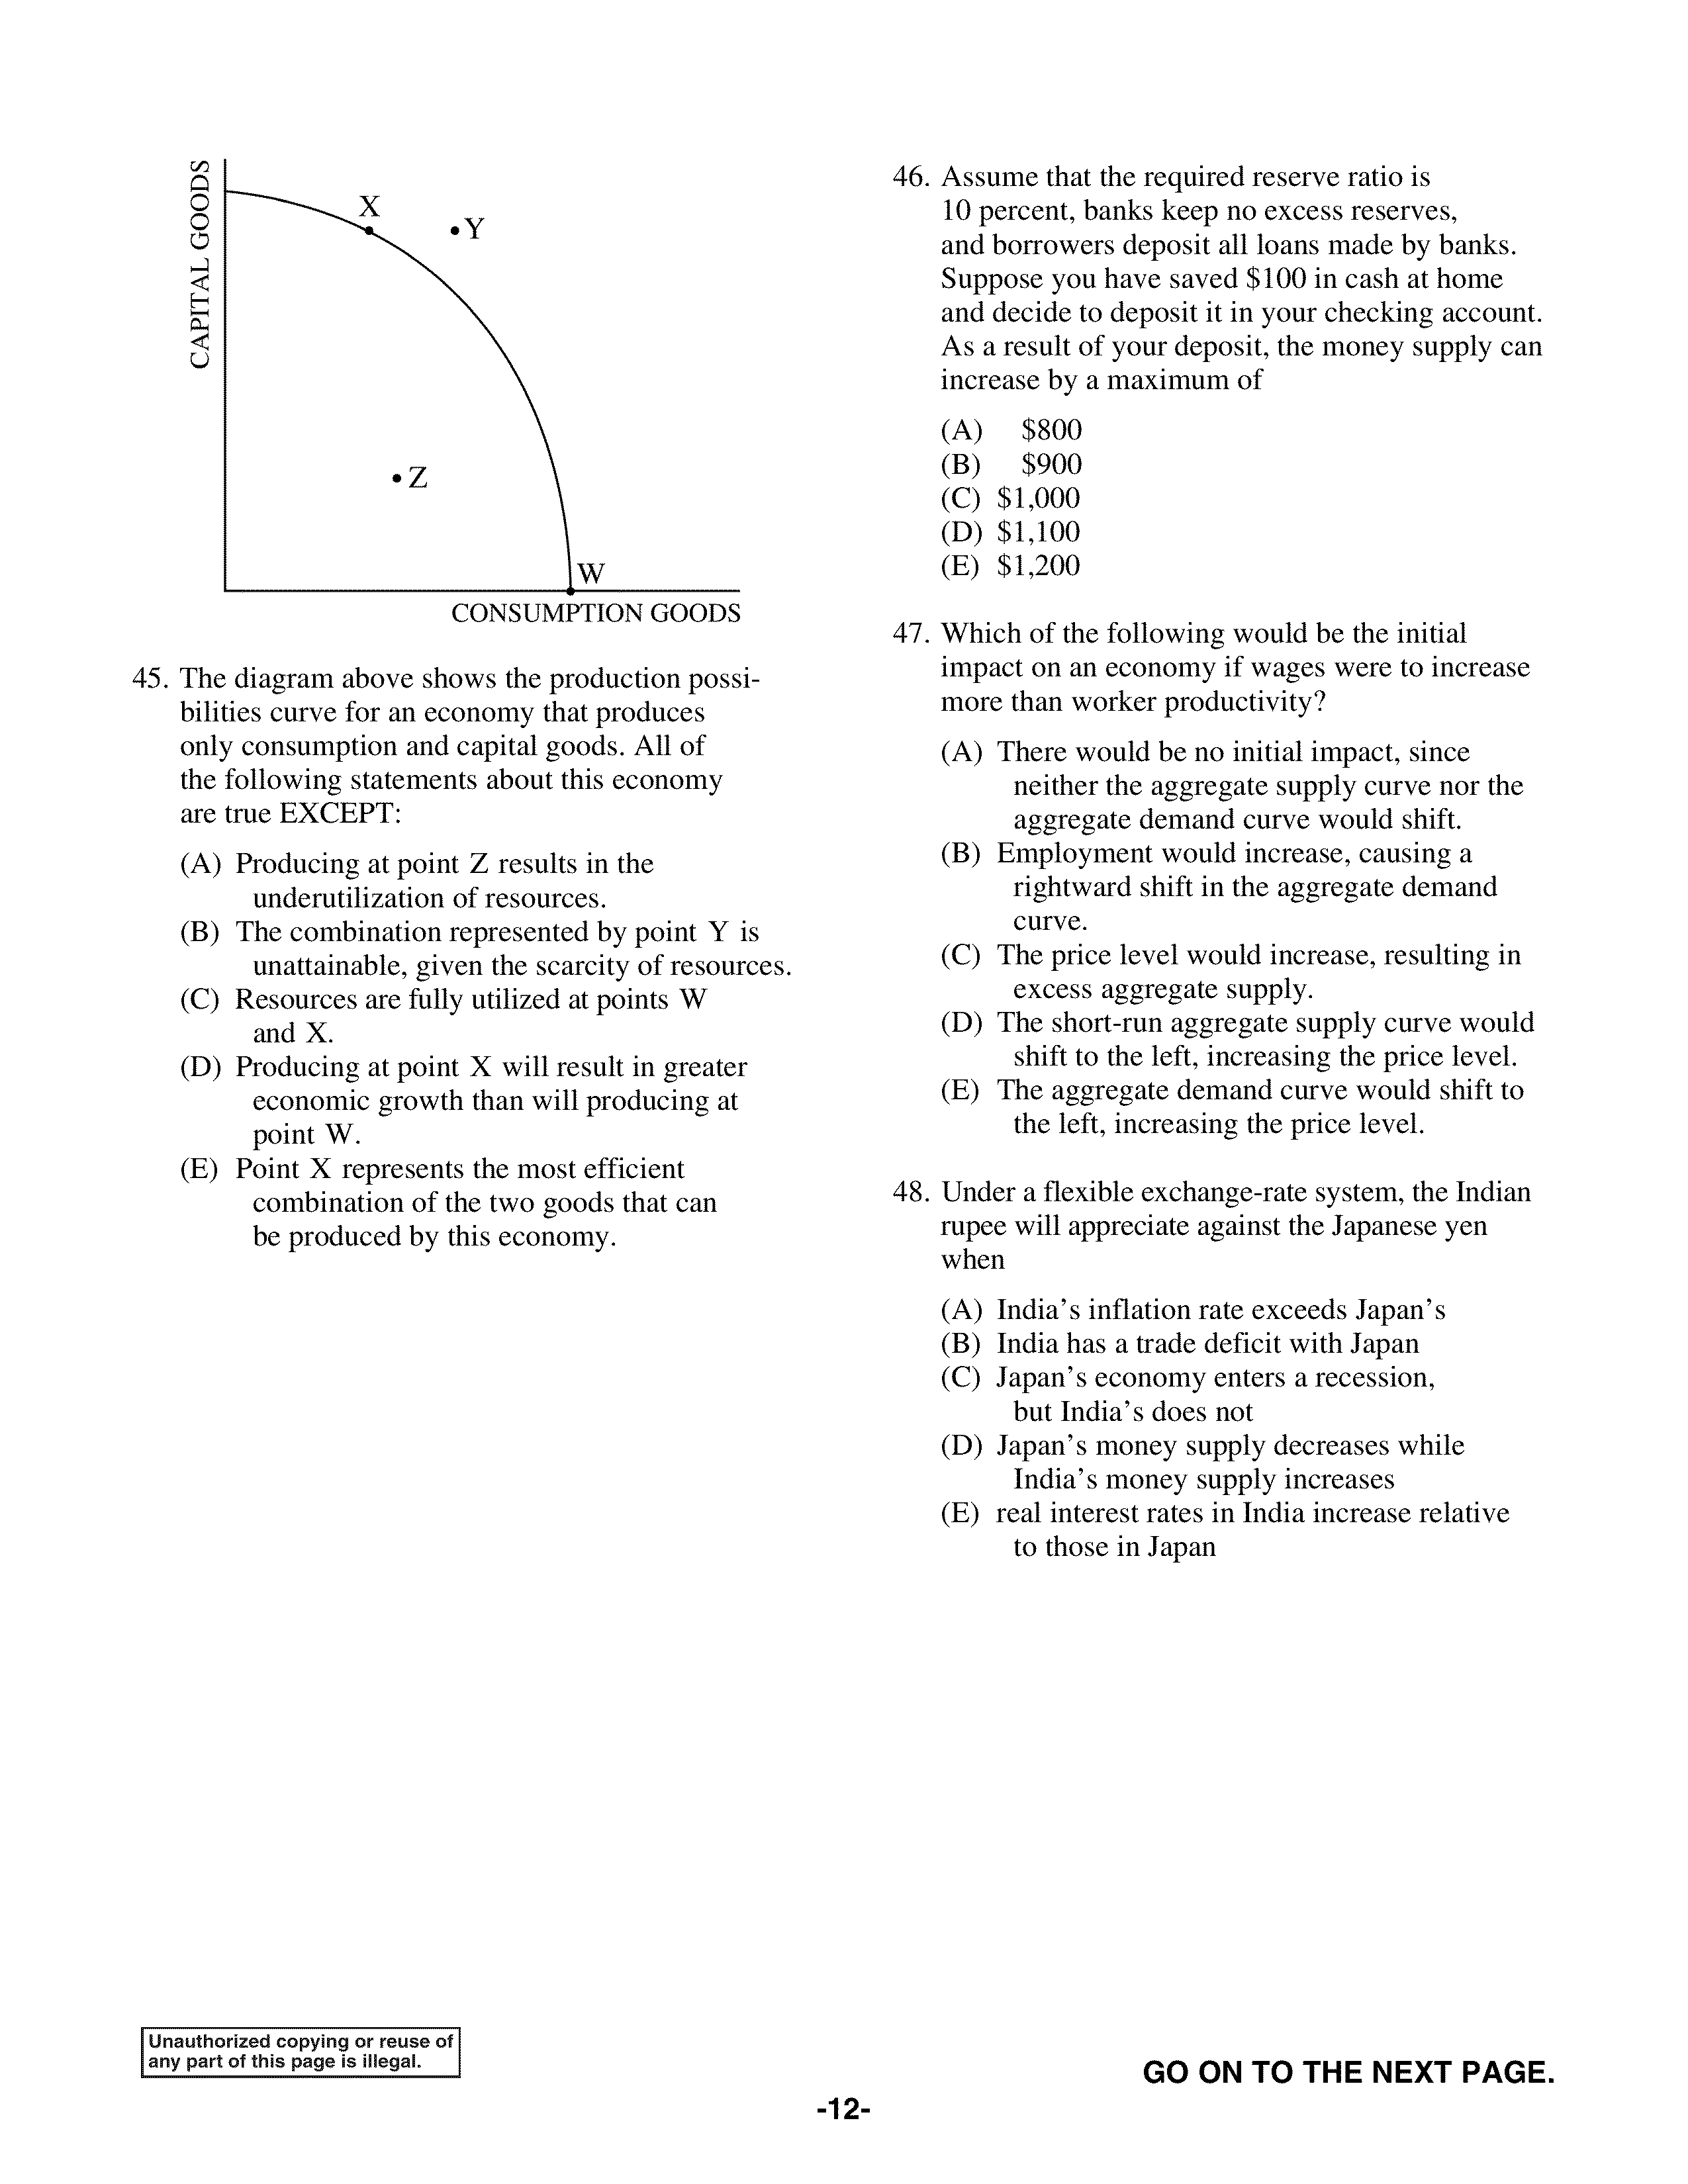 CAPITAL GOODS
X
Y
Z
W
CONSUMPTION GOODS
45. The diagram above shows the production possi-
bilities curve for an economy that produces
only consumption and capital goods. All of
the following statements about this economy
are true EXCEPT:
(A) Producing at point Z results in the
underutilization of resources.
(B) The combination represented by point Y is
unattainable, given the scarcity of resources.
(C) Resources are fully utilized at points W
and X.
(D) Producing at point X will result in greater
economic growth than will producing at
point W.
(E) Point X represents the most efficient
combination of the two goods that can
be produced by this economy.
46. Assume that the required reserve ratio is
10 percent, banks keep no excess reserves,
and borrowers deposit all loans made by banks.
Suppose you have saved $100 in cash at home
and decide to deposit it in your checking account.
As a result of your deposit, the money supply can
increase by a maximum of
(A) $800
(B) $900
(C) $1,000
(D) $1,100
(E) $1,200
47. Which of the following would be the initial
impact on an economy if wages were to increase
more than worker productivity?
(A) There would be no initial impact, since
neither the aggregate supply curve nor the
aggregate demand curve would shift.
(B) Employment would increase, causing a
rightward shift in the aggregate demand
curve.
(C) The price level would increase, resulting in
excess aggregate supply.
(D) The short-run aggregate supply curve would
shift to the left, increasing the price level.
(E) The aggregate demand curve would shift to
the left, increasing the price level.
48. Under a flexible exchange-rate system, the Indian
rupee will appreciate against the Japanese yen
when
(A) India's inflation rate exceeds Japan's
(B) India has a trade deficit with Japan
(C) Japan's economy enters a recession,
but India's does not
(D) Japan's money supply decreases while
India's money supply increases
(E) real interest rates in India increase relative
to those in Japan
Unauthorized copying or reuse of
any part of this page is illegal.
GO ON TO THE NEXT PAGE.
-12-